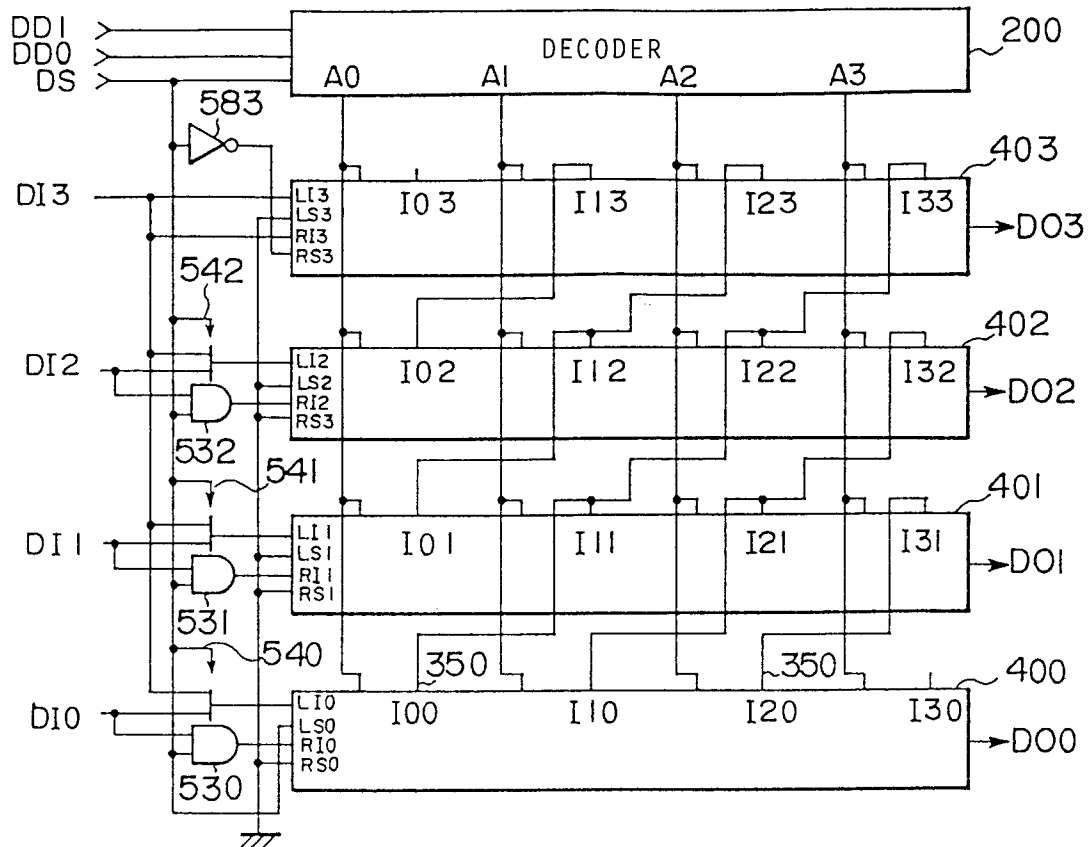 DD1
DD0
DS
DECODER
A0 A1 A2 A3
200
583
403
DI3
LI3
LS3
RI3
RS3
I03 I13 I23 I33
DO3
542
402
DI2
LI2
LS2
RI2
RS3
I02 I12 I22 I32
DO2
532
541
401
DI1
LI1
LS1
RI1
RS1
I01 I11 I21 I31
DO1
531
540
350
350
400
DI0
LI0
LS0
RI0
RS0
I00 I10 I20 I30
DO0
530